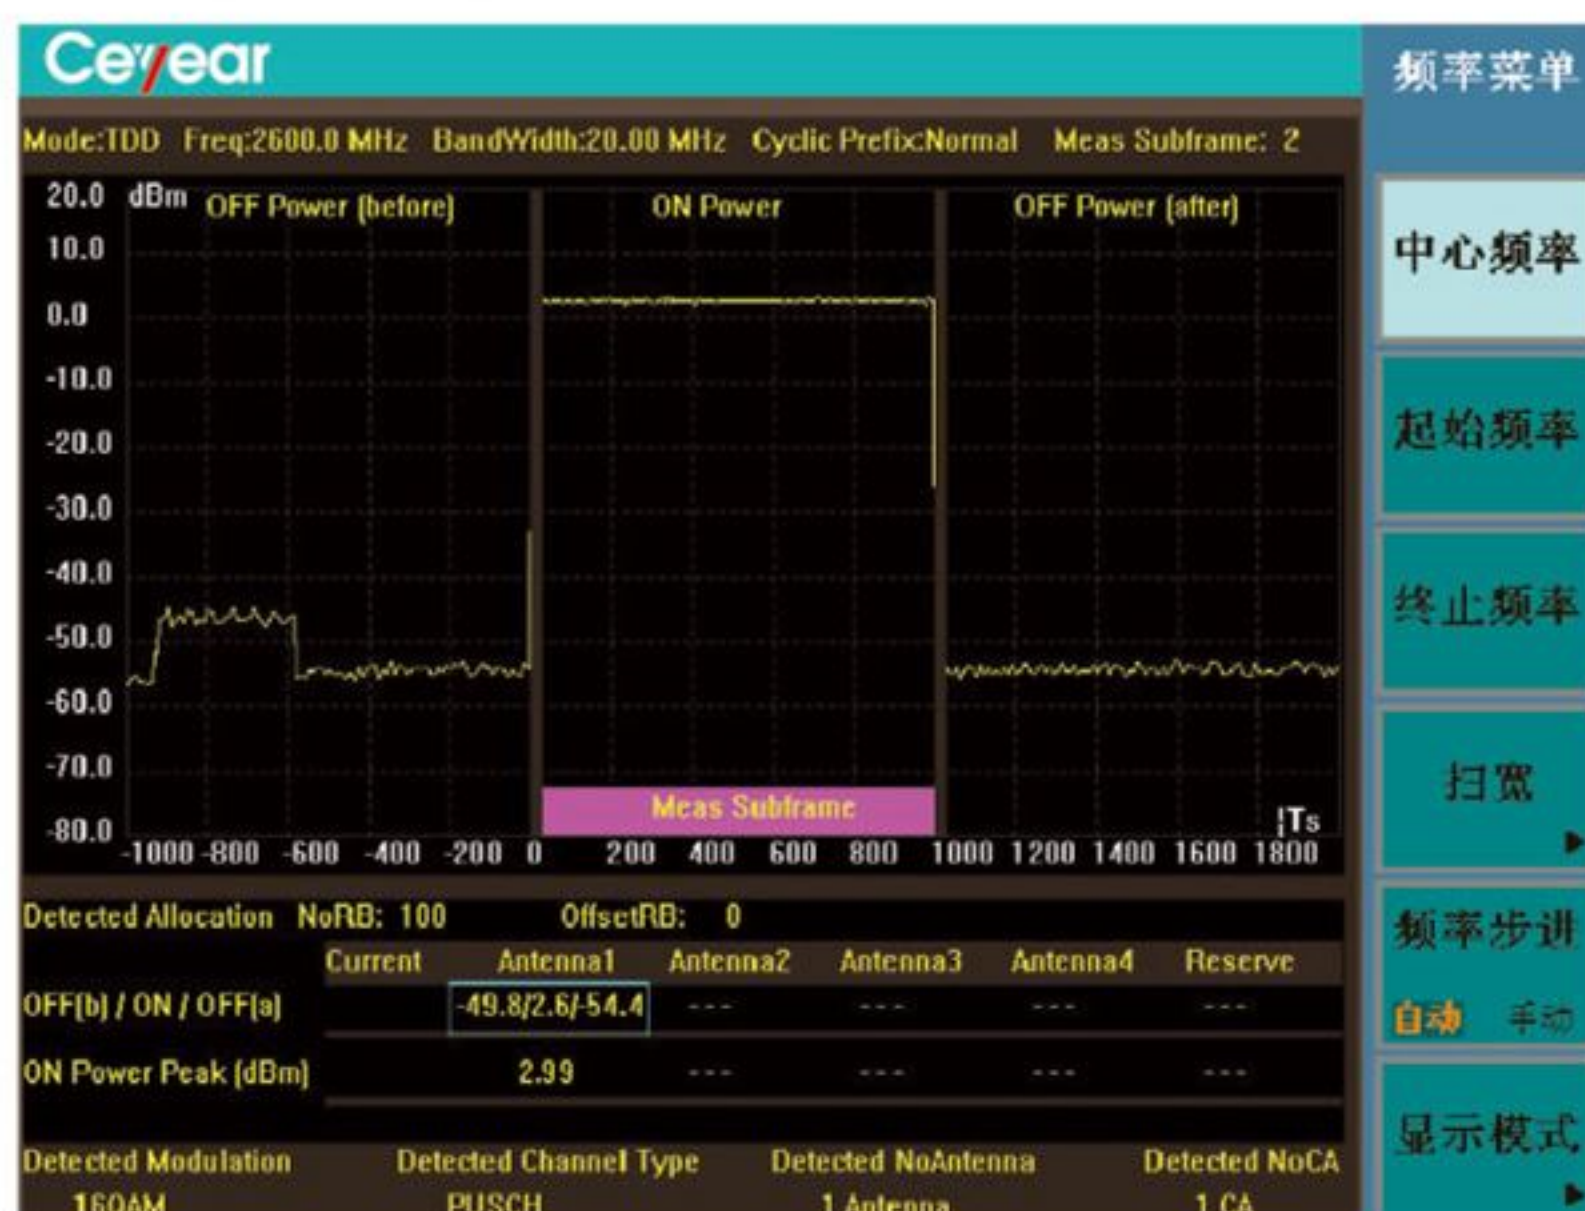 Ceyear
频率菜单
Mode:TDD Freq:2600.0 MHz BandWidth:20.00 MHz Cyclic Prefix:Normal Meas Subframe: 2
20.0 dBm OFF Power (before) ON Power OFF Power (after)
10.0
中心频率
0.0
-10.0
起始频率
-20.0
-30.0
-40.0
终止频率
-50.0
-60.0
-70.0
扫宽
Meas Subframe
-80.0 Ts
-1000 -800 -600 -400 -200 0 200 400 600 800 1000 1200 1400 1600 1800
Detected Allocation NoRB: 100 OffsetRB: 0
频率步进
Current Antenna1 Antenna2 Antenna3 Antenna4 Reserve
OFF(b) / ON / OFF(a) -49.8/2.6/-54.4 --- --- --- ---
自动 手动
ON Power Peak (dBm) 2.99 --- --- --- ---
显示模式
Detected Modulation Detected Channel Type Detected NoAntenna Detected NoCA
16QAM PUSCH 1 Antenna 1 CA